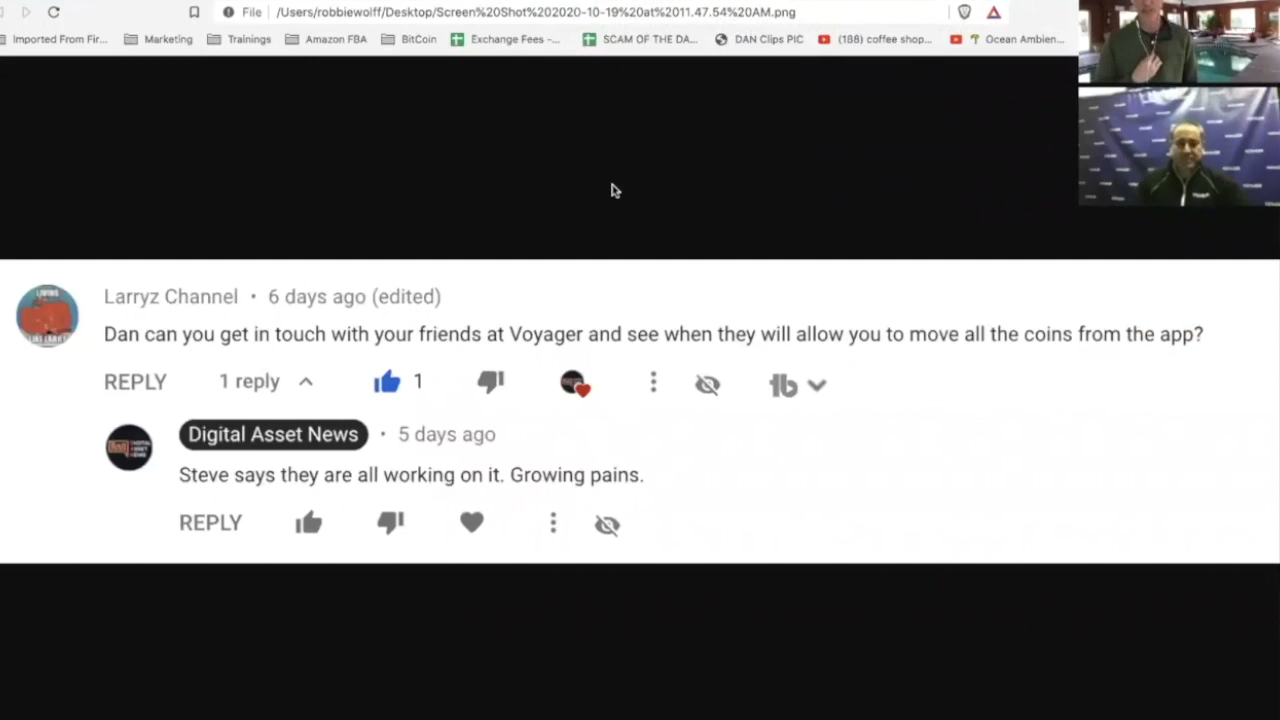 File /Users/robbiewolff/Desktop/Screen%20Shot%202020-10-19%20at%2011.47.54%20AM.png
Imported From Fir... Marketing Trainings Amazon FBA BitCoin Exchange Fees -... SCAM OF THE DA... DAN Clips PIC (188) coffee shop... Ocean Ambien...
Larryz Channel • 6 days ago (edited)
Dan can you get in touch with your friends at Voyager and see when they will allow you to move all the coins from the app?
REPLY 1 reply 1
Digital Asset News • 5 days ago
Steve says they are all working on it. Growing pains.
REPLY